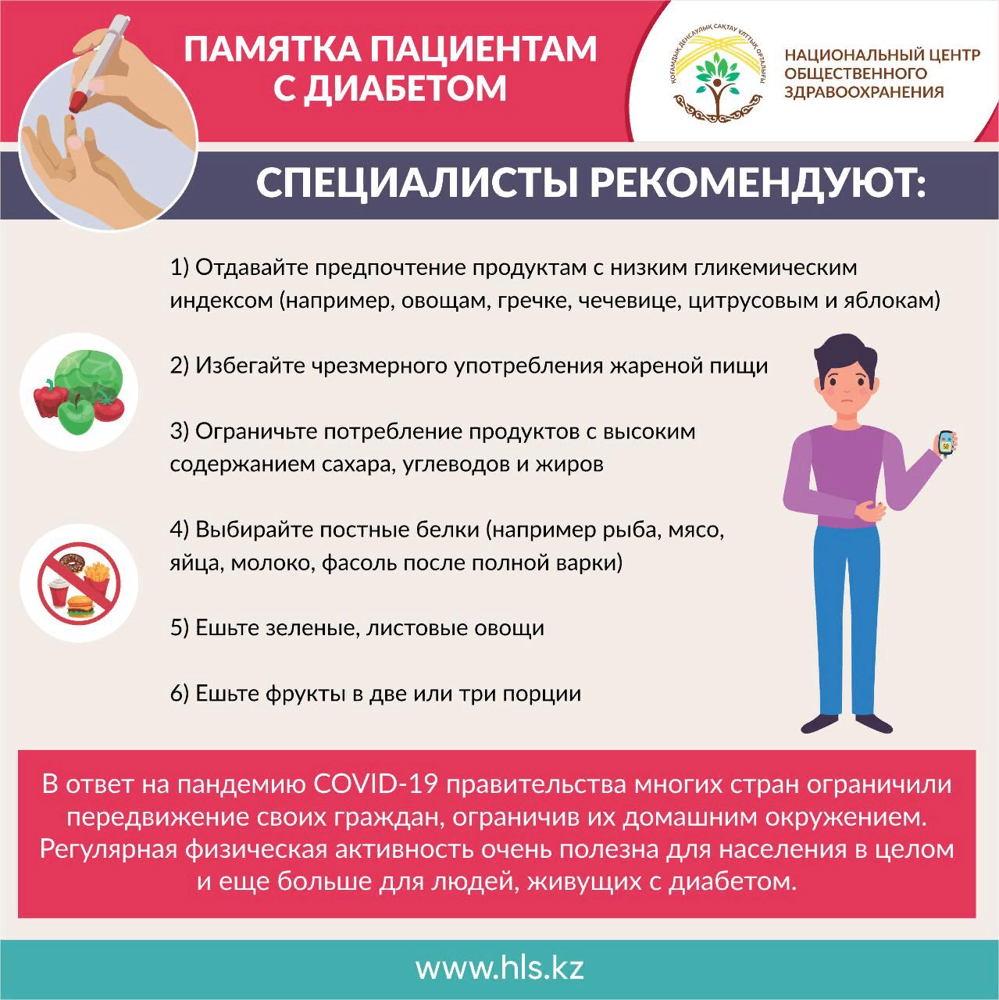 ПАМЯТКА ПАЦИЕНТАМ
С ДИАБЕТОМ
ҚОҒАМДЫҚ ДЕНСАУЛЫҚ САҚТАУ ҰЛТТЫҚ ОРТАЛЫҒЫ
НАЦИОНАЛЬНЫЙ ЦЕНТР
ОБЩЕСТВЕННОГО
ЗДРАВООХРАНЕНИЯ
СПЕЦИАЛИСТЫ РЕКОМЕНДУЮТ:
1) Отдавайте предпочтение продуктам с низким гликемическим
индексом (например, овощам, гречке, чечевице, цитрусовым и яблокам)
2) Избегайте чрезмерного употребления жареной пищи
3) Ограничьте потребление продуктов с высоким
содержанием сахара, углеводов и жиров
4) Выбирайте постные белки (например рыба, мясо,
яйца, молоко, фасоль после полной варки)
5) Ешьте зеленые, листовые овощи
6) Ешьте фрукты в две или три порции
В ответ на пандемию COVID-19 правительства многих стран ограничили
передвижение своих граждан, ограничив их домашним окружением.
Регулярная физическая активность очень полезна для населения в целом
и еще больше для людей, живущих с диабетом.
www.hls.kz